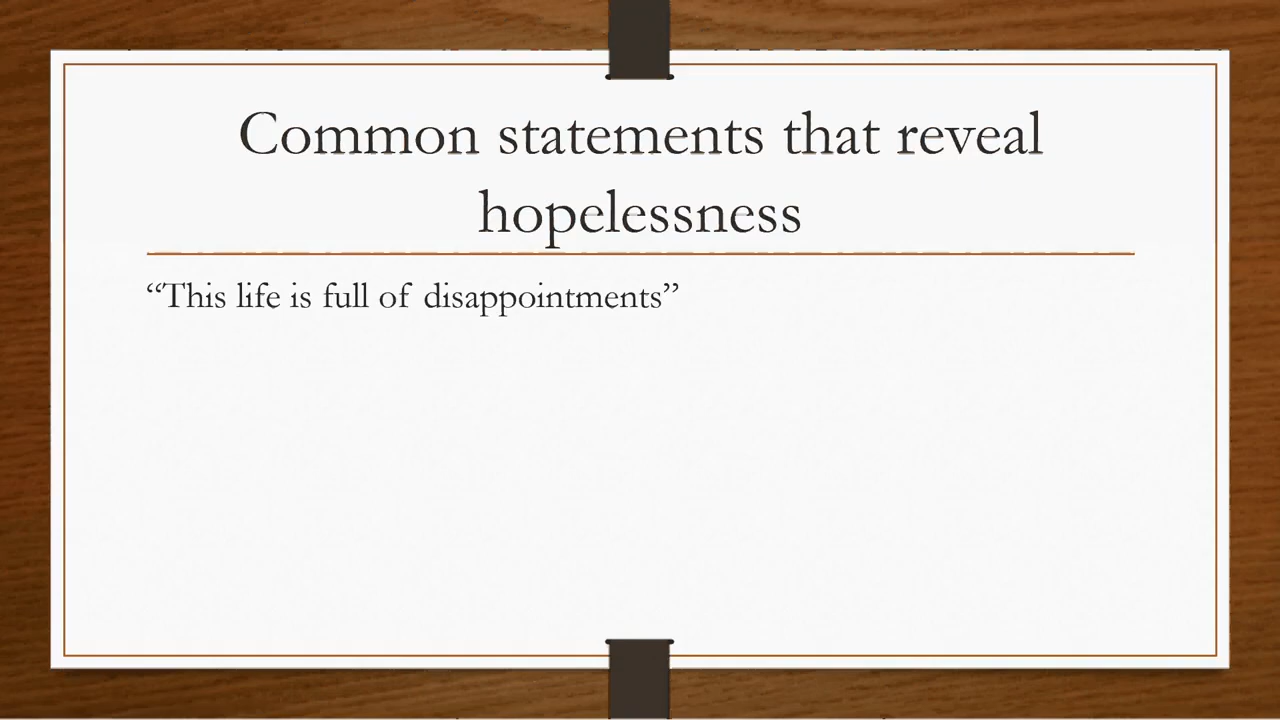 Common statements that reveal
hopelessness
“This life is full of disappointments”